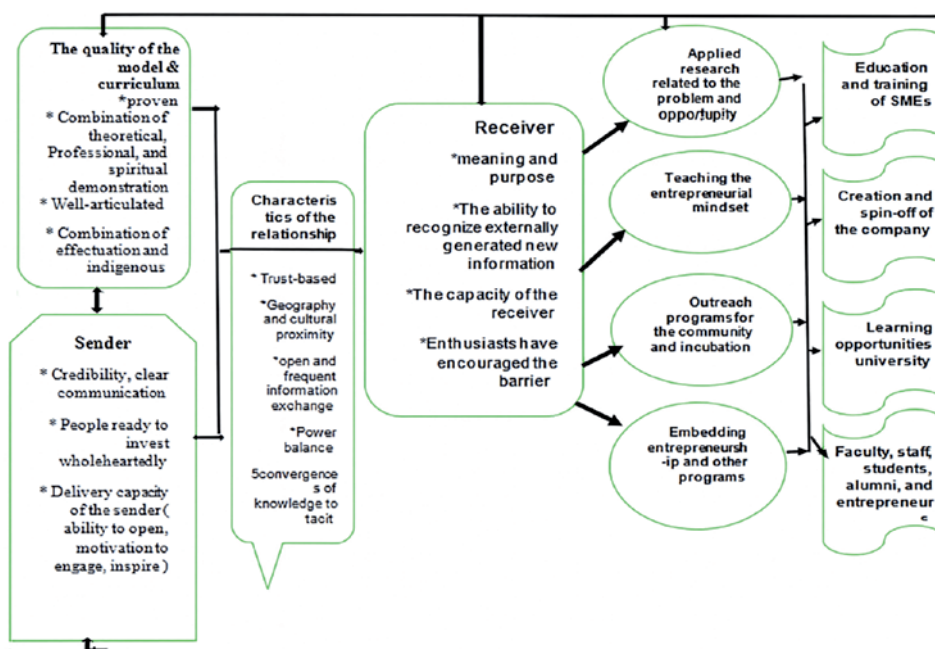 The quality of the
model &
curriculum
*proven
* Combination of
theoretical,
Professional, and
spiritual
demonstration
* Well-articulated
* Combination of
effectuation and
indigenous
Sender
* Credibility, clear
communication
* People ready to
invest
wholeheartedly
* Delivery capacity
of the sender (
ability to open,
motivation to
engage, inspire )
Characteris
tics of the
relationship
* Trust-based
*Geography
and cultural
proximity
*open and
frequent
information
exchange
*Power
balance
5convergence
s of
knowledge to
tacit
Receiver
*meaning and
purpose
*The ability to
recognize externally
generated new
information
*The capacity of the
receiver
*Enthusiasts have
encouraged the
barrier
Applied
research
related to the
problem and
opportupity
Teaching the
entrepreneurial
mindset
Outreach
programs for
the community
and incubation
Embedding
entrepreneursh
-ip and other
programs
Education
and training
of SMEs
Creation and
spin-off of
the company
Learning
opportunities
university
Faculty, staff,
students,
alumni, and
entrepreneur
s